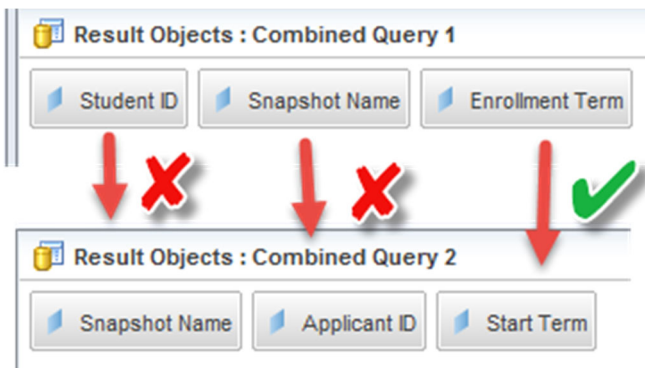 Result Objects : Combined Query 1
Student ID Snapshot Name Enrollment Term
Result Objects : Combined Query 2
Snapshot Name Applicant ID Start Term